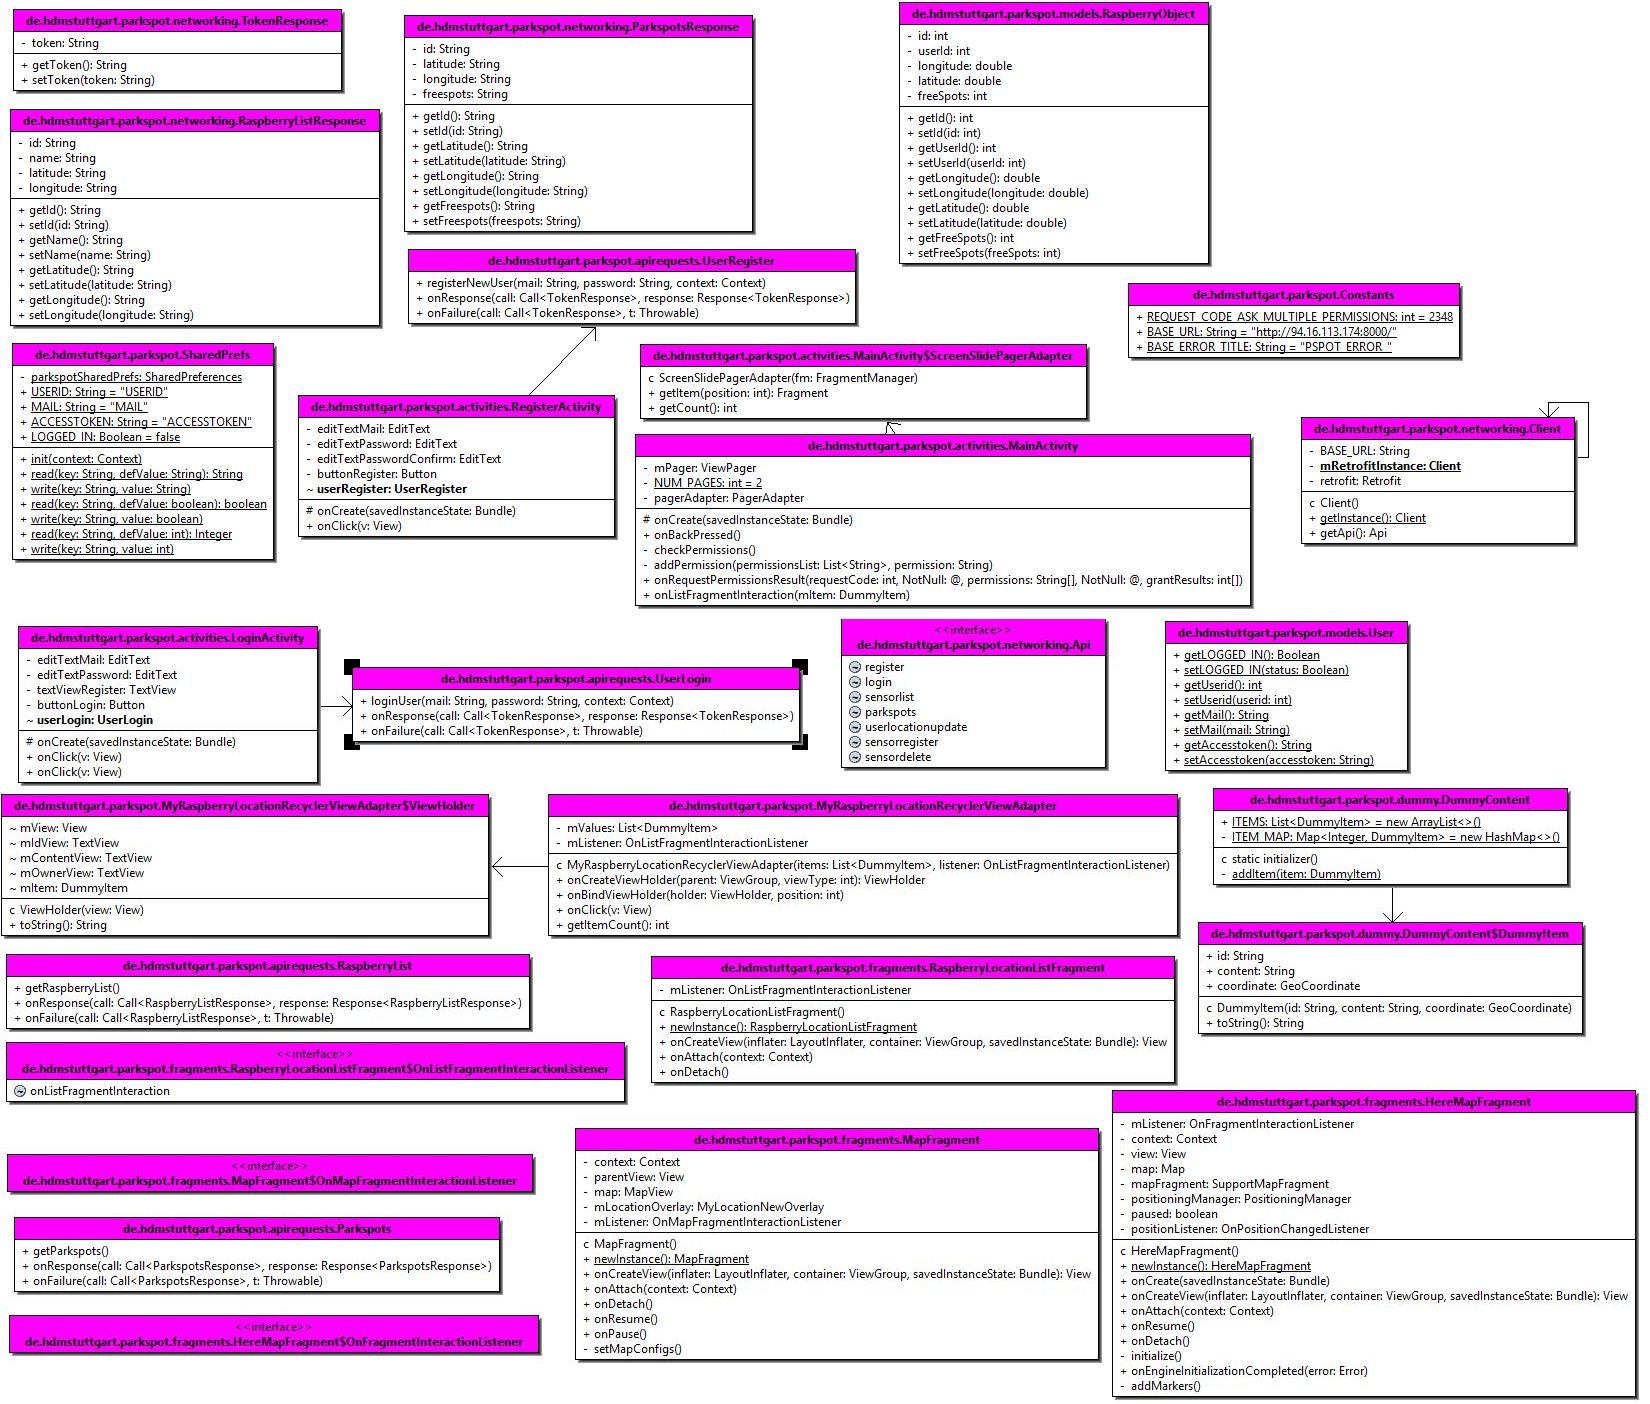 de.hdmstuttgart.parkspot.networking.TokenResponse
- token: String
+ getToken(): String
+ setToken(token: String)
de.hdmstuttgart.parkspot.networking.ParkspotsResponse
- id: String
- latitude: String
- longitude: String
- freespots: String
+ getId(): String
+ setId(id: String)
+ getLatitude(): String
+ setLatitude(latitude: String)
+ getLongitude(): String
+ setLongitude(longitude: String)
+ getFreespots(): String
+ setFreespots(freespots: String)
de.hdmstuttgart.parkspot.models.RaspberryObject
- id: int
- userId: int
- longitude: double
- latitude: double
- freeSpots: int
+ getId(): int
+ setId(id: int)
+ getUserId(): int
+ setUserId(userId: int)
+ getLongitude(): double
+ setLongitude(longitude: double)
+ getLatitude(): double
+ setLatitude(latitude: double)
+ getFreeSpots(): int
+ setFreeSpots(freeSpots: int)
de.hdmstuttgart.parkspot.networking.RaspberryListResponse
- id: String
- name: String
- latitude: String
- longitude: String
+ getId(): String
+ setId(id: String)
+ getName(): String
+ setName(name: String)
+ getLatitude(): String
+ setLatitude(latitude: String)
+ getLongitude(): String
+ setLongitude(longitude: String)
de.hdmstuttgart.parkspot.apirequests.UserRegister
+ registerNewUser(mail: String, password: String, context: Context)
+ onResponse(call: Call<TokenResponse>, response: Response<TokenResponse>)
+ onFailure(call: Call<TokenResponse>, t: Throwable)
de.hdmstuttgart.parkspot.Constants
+ REQUEST_CODE_ASK_MULTIPLE_PERMISSIONS: int = 2348
+ BASE_URL: String = "http://94.16.113.174:8000/"
+ BASE_ERROR_TITLE: String = "PSPOT_ERROR_"
de.hdmstuttgart.parkspot.SharedPrefs
- parkspotSharedPrefs: SharedPreferences
+ USERID: String = "USERID"
+ MAIL: String = "MAIL"
+ ACCESSTOKEN: String = "ACCESSTOKEN"
+ LOGGED_IN: Boolean = false
+ init(context: Context)
+ read(key: String, defValue: String): String
+ write(key: String, value: String)
+ read(key: String, defValue: boolean): boolean
+ write(key: String, value: boolean)
+ read(key: String, defValue: int): Integer
+ write(key: String, value: int)
de.hdmstuttgart.parkspot.activities.RegisterActivity
- editTextMail: EditText
- editTextPassword: EditText
- editTextPasswordConfirm: EditText
- buttonRegister: Button
~ userRegister: UserRegister
# onCreate(savedInstanceState: Bundle)
+ onClick(v: View)
de.hdmstuttgart.parkspot.activities.MainActivity$ScreenSlidePagerAdapter
c ScreenSlidePagerAdapter(fm: FragmentManager)
+ getItem(position: int): Fragment
+ getCount(): int
de.hdmstuttgart.parkspot.activities.MainActivity
- mPager: ViewPager
- NUM_PAGES: int = 2
- pagerAdapter: PagerAdapter
# onCreate(savedInstanceState: Bundle)
+ onBackPressed()
- checkPermissions()
- addPermission(permissionsList: List<String>, permission: String)
+ onRequestPermissionsResult(requestCode: int, NotNull: @, permissions: String[], NotNull: @, grantResults: int[])
+ onListFragmentInteraction(mItem: DummyItem)
de.hdmstuttgart.parkspot.networking.Client
- BASE_URL: String
- mRetrofitInstance: Client
- retrofit: Retrofit
c Client()
+ getInstance(): Client
+ getApi(): Api
de.hdmstuttgart.parkspot.activities.LoginActivity
- editTextMail: EditText
- editTextPassword: EditText
- textViewRegister: TextView
- buttonLogin: Button
~ userLogin: UserLogin
# onCreate(savedInstanceState: Bundle)
+ onClick(v: View)
+ onClick(v: View)
de.hdmstuttgart.parkspot.apirequests.UserLogin
+ loginUser(mail: String, password: String, context: Context)
+ onResponse(call: Call<TokenResponse>, response: Response<TokenResponse>)
+ onFailure(call: Call<TokenResponse>, t: Throwable)
<<interface>>
de.hdmstuttgart.parkspot.networking.Api
~ register
~ login
~ sensorlist
~ parkspots
~ userlocationupdate
~ sensorregister
~ sensordelete
de.hdmstuttgart.parkspot.models.User
+ getLOGGED_IN(): Boolean
+ setLOGGED_IN(status: Boolean)
+ getUserid(): int
+ setUserid(userid: int)
+ getMail(): String
+ setMail(mail: String)
+ getAccesstoken(): String
+ setAccesstoken(accesstoken: String)
de.hdmstuttgart.parkspot.MyRaspberryLocationRecyclerViewAdapter$ViewHolder
~ mView: View
~ mIdView: TextView
~ mContentView: TextView
~ mOwnerView: TextView
~ mItem: DummyItem
c ViewHolder(view: View)
+ toString(): String
de.hdmstuttgart.parkspot.MyRaspberryLocationRecyclerViewAdapter
- mValues: List<DummyItem>
- mListener: OnListFragmentInteractionListener
c MyRaspberryLocationRecyclerViewAdapter(items: List<DummyItem>, listener: OnListFragmentInteractionListener)
+ onCreateViewHolder(parent: ViewGroup, viewType: int): ViewHolder
+ onBindViewHolder(holder: ViewHolder, position: int)
+ onClick(v: View)
+ getItemCount(): int
de.hdmstuttgart.parkspot.dummy.DummyContent
+ ITEMS: List<DummyItem> = new ArrayList<>()
- ITEM_MAP: Map<Integer, DummyItem> = new HashMap<>()
c static initializer()
- addItem(item: DummyItem)
de.hdmstuttgart.parkspot.dummy.DummyContent$DummyItem
+ id: String
+ content: String
+ coordinate: GeoCoordinate
c DummyItem(id: String, content: String, coordinate: GeoCoordinate)
+ toString(): String
de.hdmstuttgart.parkspot.apirequests.RaspberryList
+ getRaspberryList()
+ onResponse(call: Call<RaspberryListResponse>, response: Response<RaspberryListResponse>)
+ onFailure(call: Call<RaspberryListResponse>, t: Throwable)
de.hdmstuttgart.parkspot.fragments.RaspberryLocationListFragment
- mListener: OnListFragmentInteractionListener
c RaspberryLocationListFragment()
+ newInstance(): RaspberryLocationListFragment
+ onCreateView(inflater: LayoutInflater, container: ViewGroup, savedInstanceState: Bundle): View
+ onAttach(context: Context)
+ onDetach()
<<interface>>
de.hdmstuttgart.parkspot.fragments.RaspberryLocationListFragment$OnListFragmentInteractionListener
~ onListFragmentInteraction
<<interface>>
de.hdmstuttgart.parkspot.fragments.MapFragment$OnMapFragmentInteractionListener
de.hdmstuttgart.parkspot.apirequests.Parkspots
+ getParkspots()
+ onResponse(call: Call<ParkspotsResponse>, response: Response<ParkspotsResponse>)
+ onFailure(call: Call<ParkspotsResponse>, t: Throwable)
<<interface>>
de.hdmstuttgart.parkspot.fragments.HereMapFragment$OnFragmentInteractionListener
de.hdmstuttgart.parkspot.fragments.MapFragment
- context: Context
- parentView: View
- map: MapView
- mLocationOverlay: MyLocationNewOverlay
- mListener: OnMapFragmentInteractionListener
c MapFragment()
+ newInstance(): MapFragment
+ onCreateView(inflater: LayoutInflater, container: ViewGroup, savedInstanceState: Bundle): View
+ onAttach(context: Context)
+ onDetach()
+ onResume()
+ onPause()
- setMapConfigs()
de.hdmstuttgart.parkspot.fragments.HereMapFragment
- mListener: OnFragmentInteractionListener
- context: Context
- view: View
- map: Map
- mapFragment: SupportMapFragment
- positioningManager: PositioningManager
- paused: boolean
- positionListener: OnPositionChangedListener
c HereMapFragment()
+ newInstance(): HereMapFragment
+ onCreate(savedInstanceState: Bundle)
+ onCreateView(inflater: LayoutInflater, container: ViewGroup, savedInstanceState: Bundle): View
+ onAttach(context: Context)
+ onResume()
+ onDetach()
- initialize()
+ onEngineInitializationCompleted(error: Error)
- addMarkers()